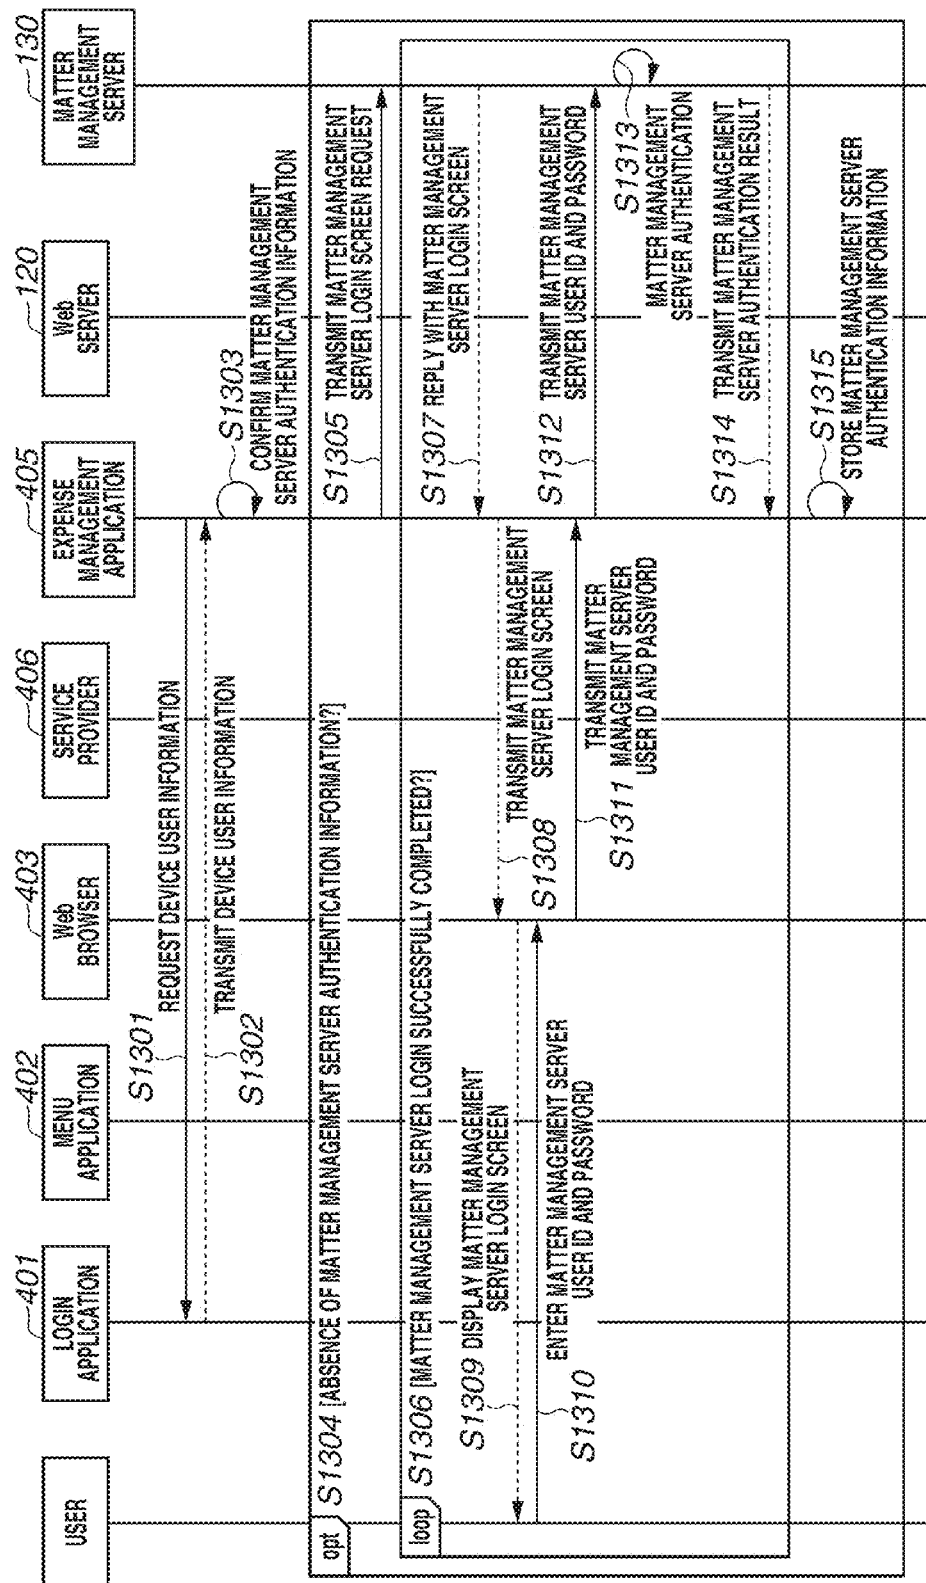 USER
401
LOGIN
APPLICATION
402
MENU
APPLICATION
403
Web
BROWSER
406
SERVICE
PROVIDER
405
EXPENSE
MANAGEMENT
APPLICATION
120
Web
SERVER
130
MATTER
MANAGEMENT
SERVER
S1301
REQUEST DEVICE USER INFORMATION
TRANSMIT DEVICE USER INFORMATION
S1302
S1303
CONFIRM MATTER MANAGEMENT
SERVER AUTHENTICATION INFORMATION
opt
S1304 [ABSENCE OF MATTER MANAGEMENT SERVER AUTHENTICATION INFORMATION?]
S1305 TRANSMIT MATTER MANAGEMENT
SERVER LOGIN SCREEN REQUEST
loop
S1306 [MATTER MANAGEMENT SERVER LOGIN SUCCESSFULLY COMPLETED?]
S1307 REPLY WITH MATTER MANAGEMENT
SERVER LOGIN SCREEN
TRANSMIT MATTER MANAGEMENT
SERVER LOGIN SCREEN
S1308
S1309 DISPLAY MATTER MANAGEMENT
SERVER LOGIN SCREEN
ENTER MATTER MANAGEMENT SERVER
USER ID AND PASSWORD
S1310
TRANSMIT MATTER
MANAGEMENT SERVER
USER ID AND PASSWORD
S1311
S1312 TRANSMIT MATTER MANAGEMENT
SERVER USER ID AND PASSWORD
S1313
MATTER MANAGEMENT
SERVER AUTHENTICATION
S1314 TRANSMIT MATTER MANAGEMENT
SERVER AUTHENTICATION RESULT
S1315
STORE MATTER MANAGEMENT SERVER
AUTHENTICATION INFORMATION